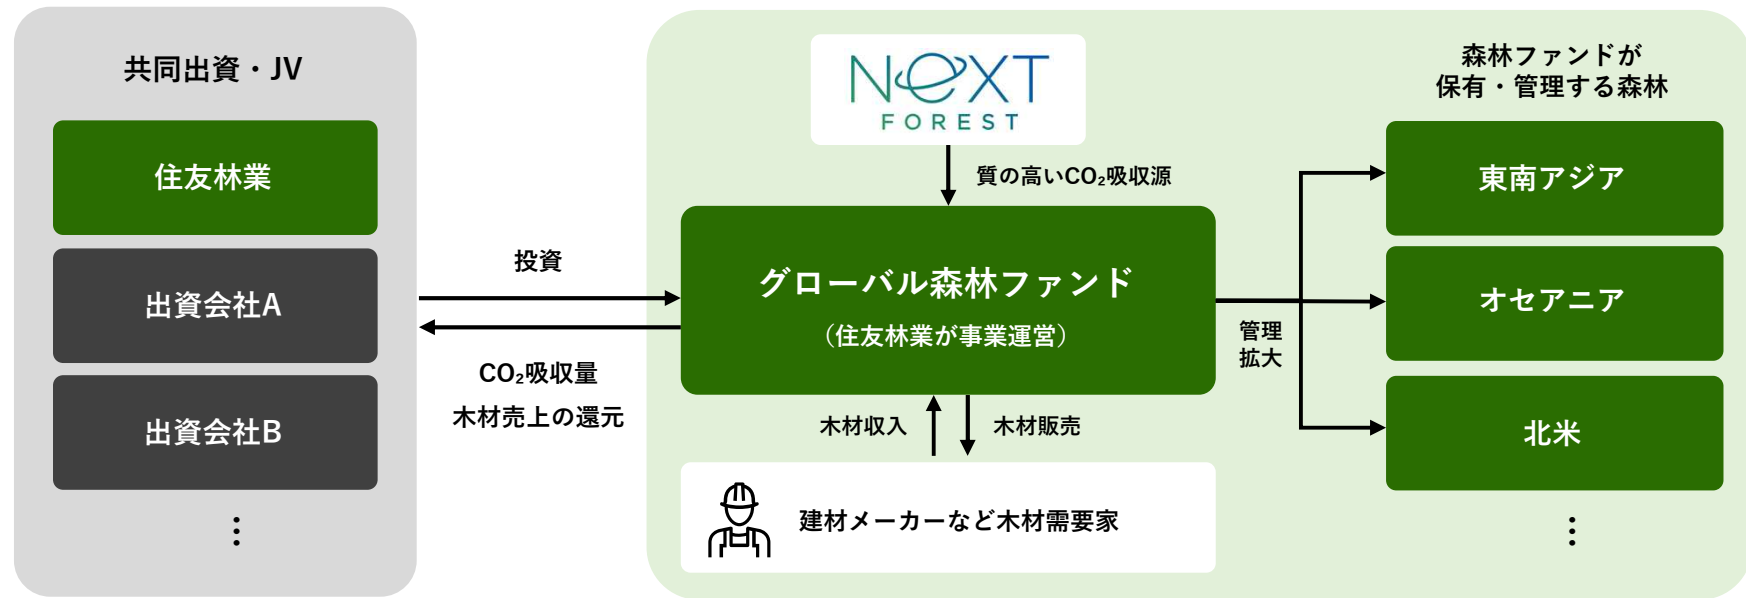 共同出資・JV
住友林業
出資会社A
出資会社B
投資
CO₂吸収量
木材売上の還元
NeXT
FOREST
質の高いCO₂吸収源
グローバル森林ファンド
（住友林業が事業運営）
木材収入
木材販売
建材メーカーなど木材需要家
管理
拡大
森林ファンドが
保有・管理する森林
東南アジア
オセアニア
北米